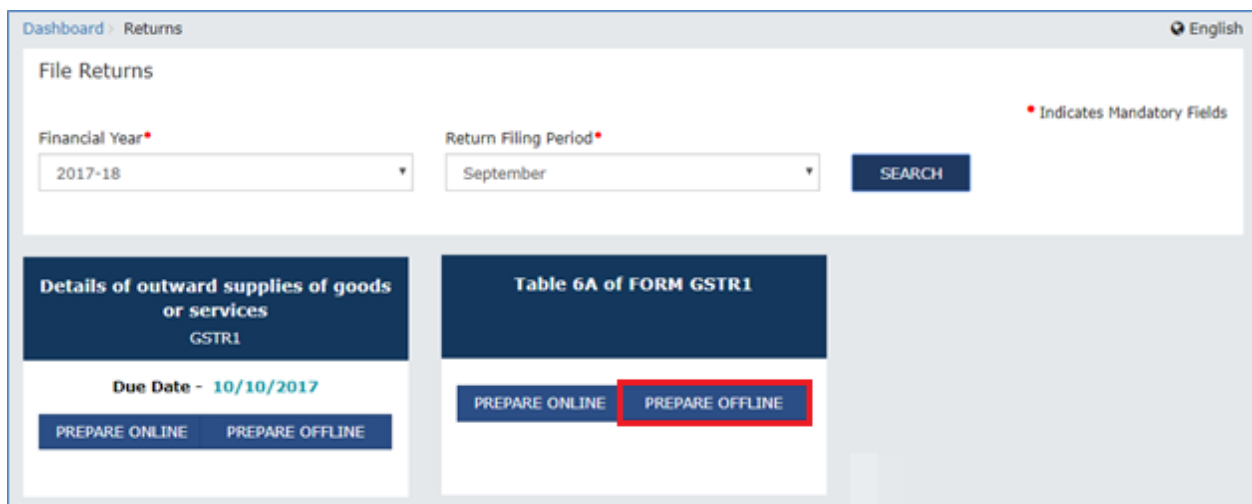 Dashboard › Returns
English
File Returns
• Indicates Mandatory Fields
Financial Year•
Return Filing Period•
2017-18
September
SEARCH
Details of outward supplies of goods
or services
GSTR1
Due Date - 10/10/2017
PREPARE ONLINE
PREPARE OFFLINE
Table 6A of FORM GSTR1
PREPARE ONLINE
PREPARE OFFLINE